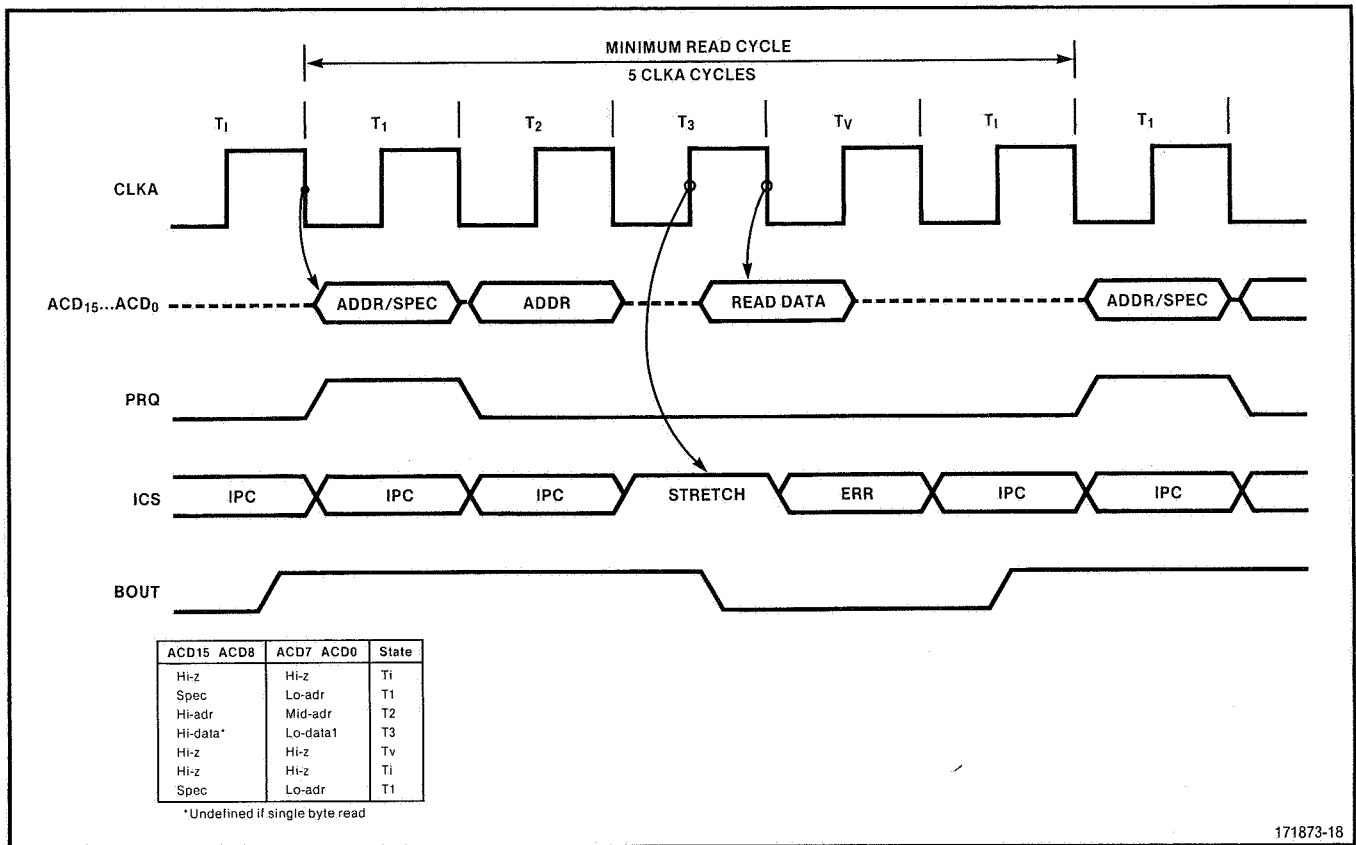 MINIMUM READ CYCLE
5 CLKA CYCLES
TI T1 T2 T3 TV TI T1
CLKA
ACD15...ACD0 ADDR/SPEC ADDR READ DATA ADDR/SPEC
PRQ
ICS IPC IPC IPC STRETCH ERR IPC IPC
BOUT
ACD15 ACD8 ACD7 ACD0 State
Hi-z Hi-z Ti
Spec Lo-adr T1
Hi-adr Mid-adr T2
Hi-data* Lo-data1 T3
Hi-z Hi-z Tv
Hi-z Hi-z Ti
Spec Lo-adr T1
*Undefined if single byte read
171873-18